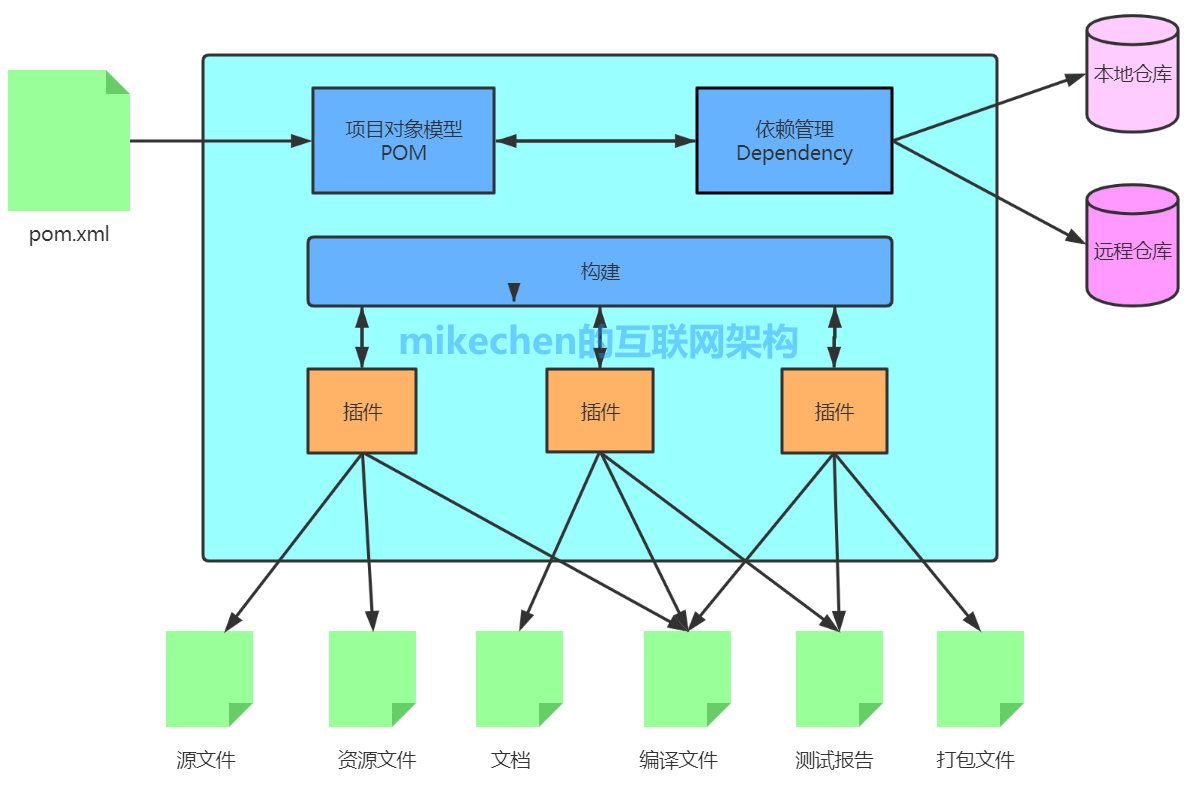 本地仓库
项目对象模型
POM
依赖管理
Dependency
pom.xml
远程仓库
构建
mikechen的互联网架构
插件
插件
插件
源文件
资源文件
文档
编译文件
测试报告
打包文件